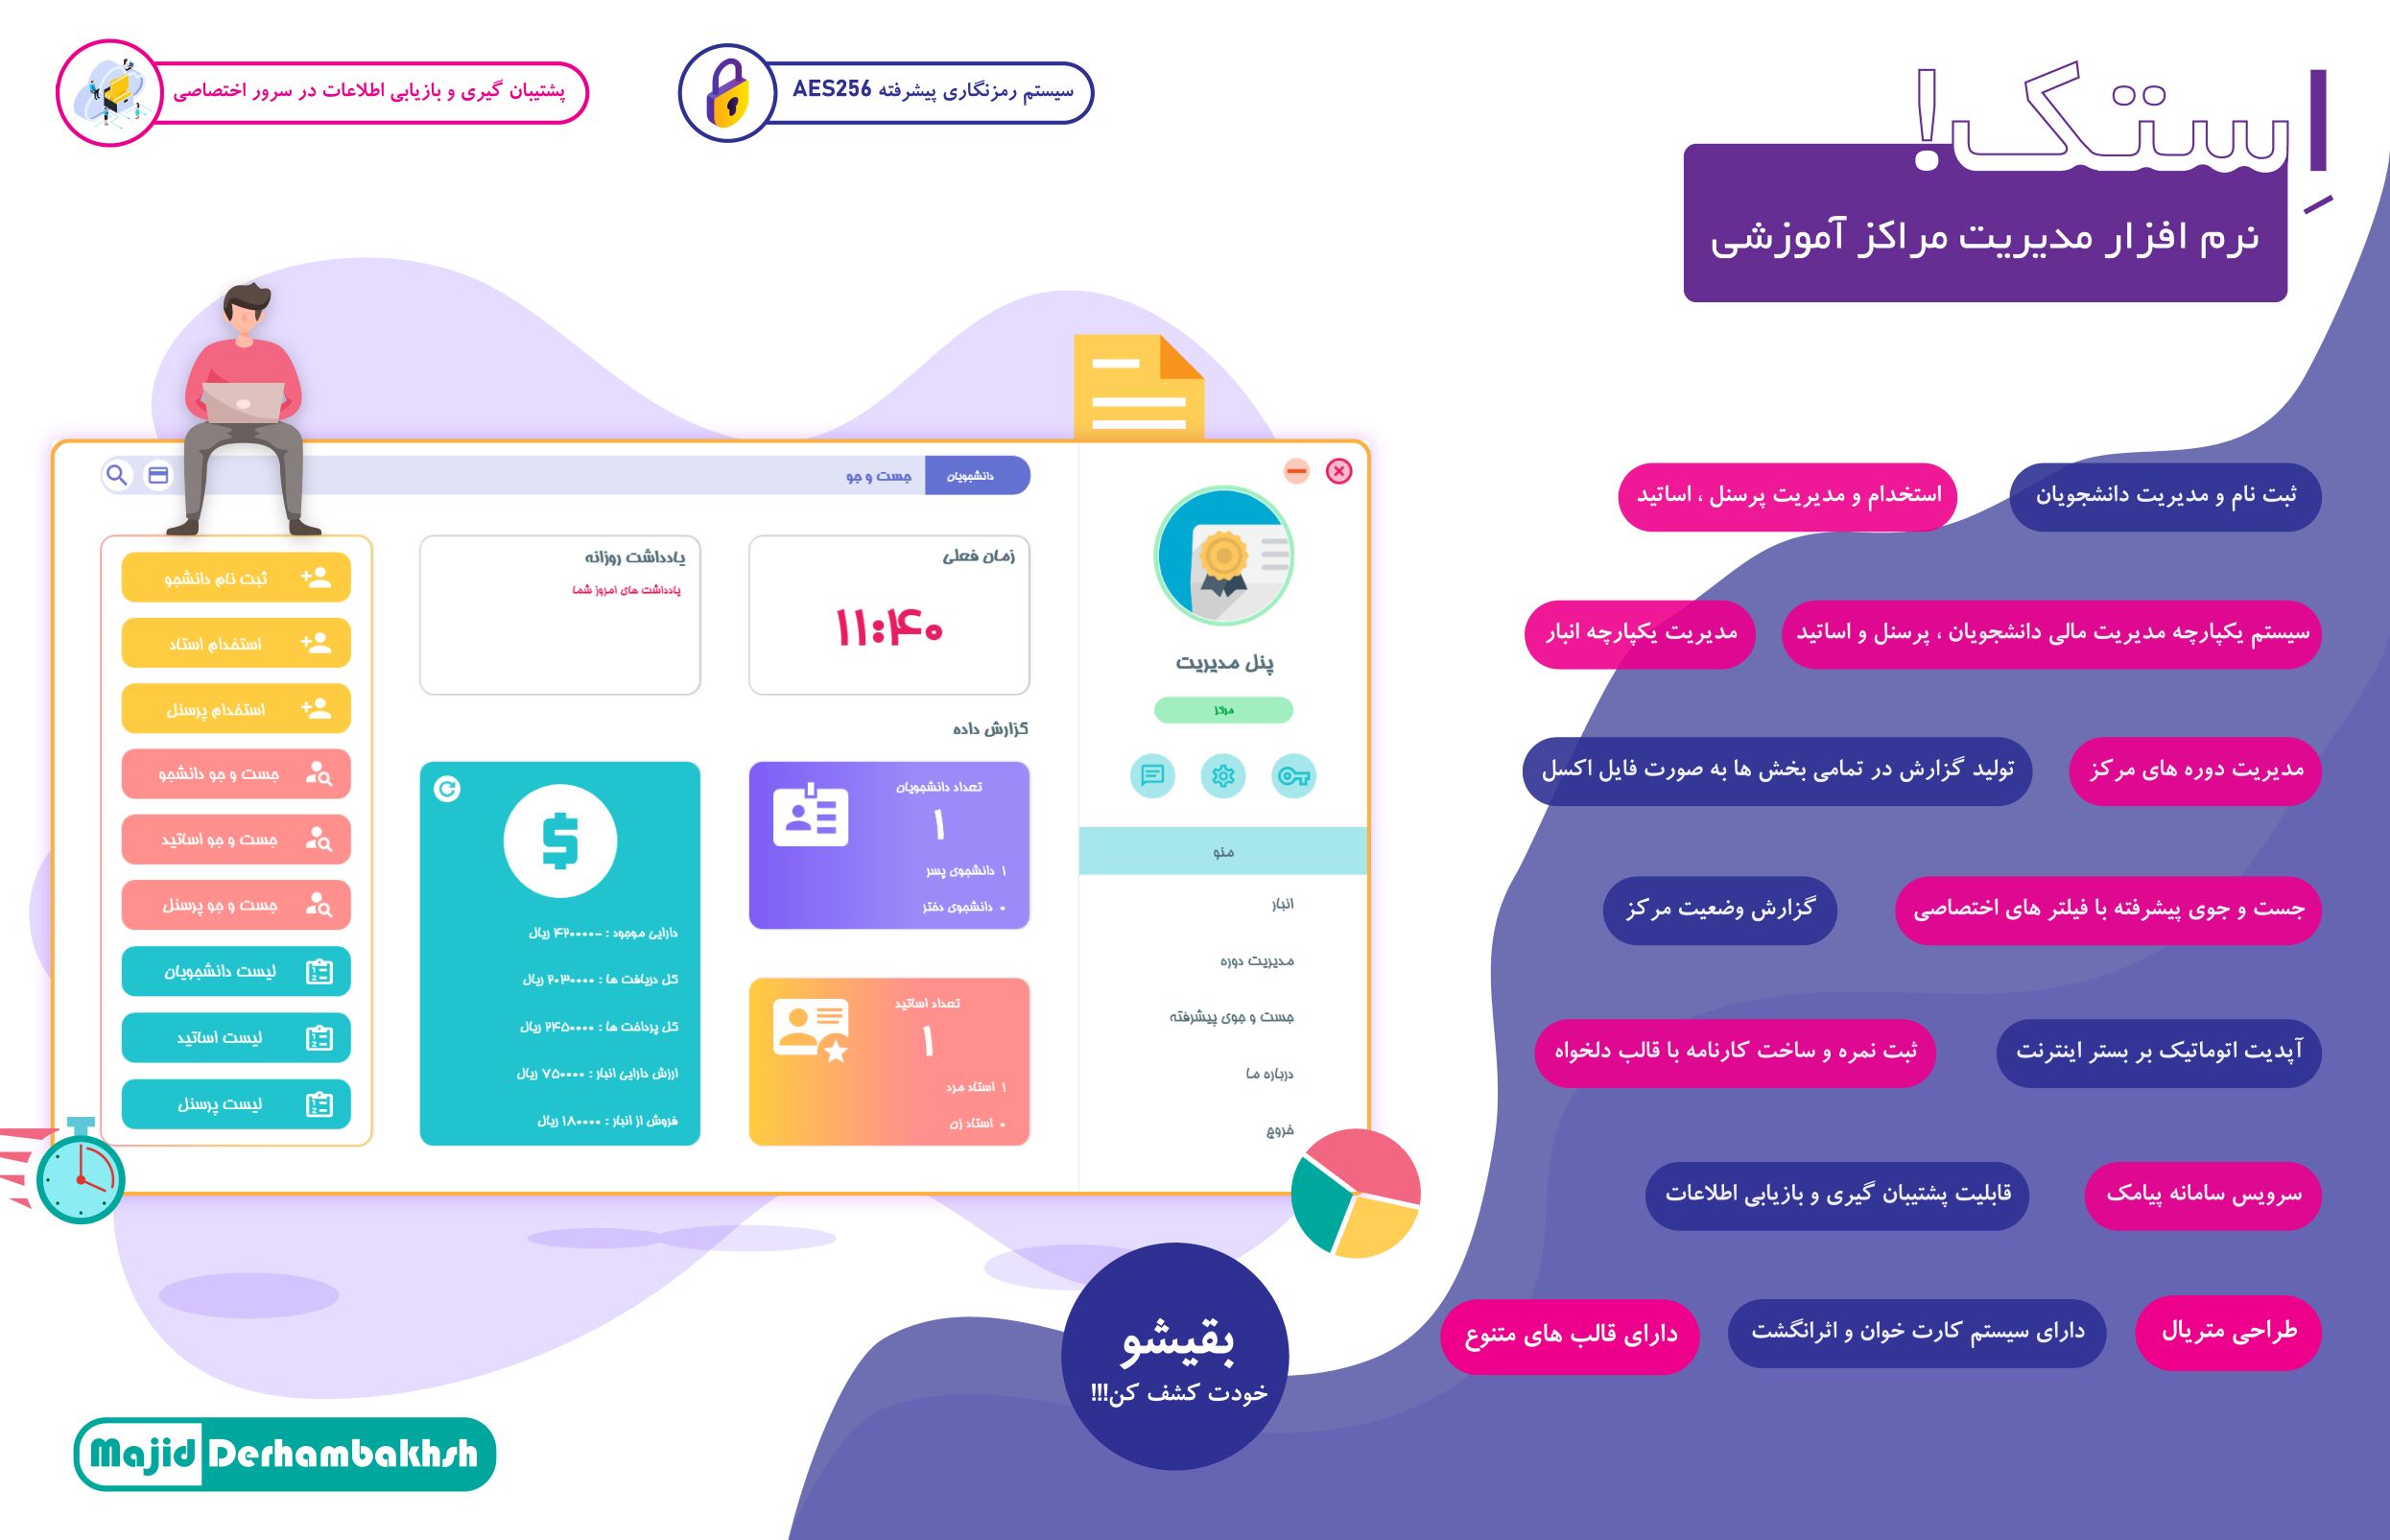 اِستک!
نرم افزار مدیریت مراکز آموزشی
سیستم رمزنگاری پیشرفته AES256
پشتیبان گیری و بازیابی اطلاعات در سرور اختصاصی
ثبت نام و مدیریت دانشجویان
استخدام و مدیریت پرسنل ، اساتید
سیستم یکپارچه مدیریت مالی دانشجویان ، پرسنل و اساتید
مدیریت یکپارچه انبار
مدیریت دوره های مرکز
تولید گزارش در تمامی بخش ها به صورت فایل اکسل
جست و جوی پیشرفته با فیلتر های اختصاصی
گزارش وضعیت مرکز
آپدیت اتوماتیک بر بستر اینترنت
ثبت نمره و ساخت کارنامه با قالب دلخواه
سرویس سامانه پیامک
قابلیت پشتیبان گیری و بازیابی اطلاعات
طراحی متریال
دارای سیستم کارت خوان و اثرانگشت
دارای قالب های متنوع
بقیشو
خودت کشف کن!!!
پنل مدیریت
مرکز
منو
انبار
مدیریت دوره
جست و جوی پیشرفته
درباره ما
خروج
دانشجویان
جست و جو
زمان فعلی
۱۱:۴۰
یادداشت روزانه
یادداشت های امروز شما
گزارش داده
تعداد دانشجویان
۱
۱ دانشجوی پسر
۰ دانشجوی دختر
تعداد اساتید
۱
۱ استاد مرد
۰ استاد زن
دارایی موجود : -۴۲۰۰۰۰ ریال
کل دریافت ها : ۲۰۳۰۰۰۰ ریال
کل پرداخت ها : ۲۴۵۰۰۰۰ ریال
ارزش دارایی انبار : ۷۵۰۰۰۰ ریال
فروش از انبار : ۱۸۰۰۰۰ ریال
ثبت نام دانشجو
استخدام استاد
استخدام پرسنل
جست و جو دانشجو
جست و جو اساتید
جست و جو پرسنل
لیست دانشجویان
لیست اساتید
لیست پرسنل
Majid Derhambakhsh